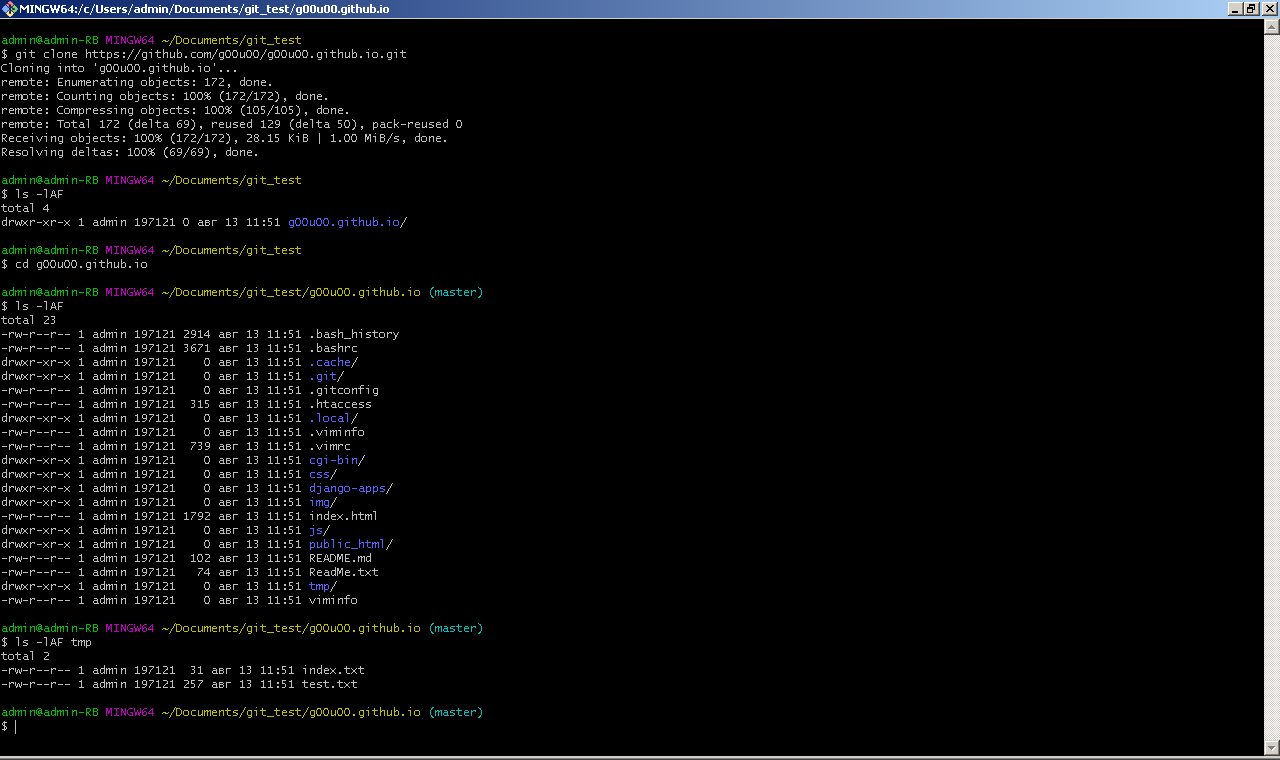 MINGW64:/c/Users/admin/Documents/git_test/g00u00.github.io
admin@admin-RB MINGW64 ~/Documents/git_test
$ git clone https://github.com/g00u00/g00u00.github.io.git
Cloning into 'g00u00.github.io'...
remote: Enumerating objects: 172, done.
remote: Counting objects: 100% (172/172), done.
remote: Compressing objects: 100% (105/105), done.
remote: Total 172 (delta 69), reused 129 (delta 50), pack-reused 0
Receiving objects: 100% (172/172), 28.15 KiB | 1.00 MiB/s, done.
Resolving deltas: 100% (69/69), done.
admin@admin-RB MINGW64 ~/Documents/git_test
$ ls -lAF
total 4
drwxr-xr-x 1 admin 197121 0 авг 13 11:51 g00u00.github.io/
admin@admin-RB MINGW64 ~/Documents/git_test
$ cd g00u00.github.io
admin@admin-RB MINGW64 ~/Documents/git_test/g00u00.github.io (master)
$ ls -lAF
total 23
-rw-r--r-- 1 admin 197121 2914 авг 13 11:51 .bash_history
-rw-r--r-- 1 admin 197121 3671 авг 13 11:51 .bashrc
drwxr-xr-x 1 admin 197121    0 авг 13 11:51 .cache/
drwxr-xr-x 1 admin 197121    0 авг 13 11:51 .git/
-rw-r--r-- 1 admin 197121    0 авг 13 11:51 .gitconfig
-rw-r--r-- 1 admin 197121  315 авг 13 11:51 .htaccess
drwxr-xr-x 1 admin 197121    0 авг 13 11:51 .local/
-rw-r--r-- 1 admin 197121    0 авг 13 11:51 .viminfo
-rw-r--r-- 1 admin 197121  739 авг 13 11:51 .vimrc
drwxr-xr-x 1 admin 197121    0 авг 13 11:51 cgi-bin/
drwxr-xr-x 1 admin 197121    0 авг 13 11:51 css/
drwxr-xr-x 1 admin 197121    0 авг 13 11:51 django-apps/
drwxr-xr-x 1 admin 197121    0 авг 13 11:51 img/
-rw-r--r-- 1 admin 197121 1792 авг 13 11:51 index.html
drwxr-xr-x 1 admin 197121    0 авг 13 11:51 js/
drwxr-xr-x 1 admin 197121    0 авг 13 11:51 public_html/
-rw-r--r-- 1 admin 197121  102 авг 13 11:51 README.md
-rw-r--r-- 1 admin 197121   74 авг 13 11:51 ReadMe.txt
drwxr-xr-x 1 admin 197121    0 авг 13 11:51 tmp/
-rw-r--r-- 1 admin 197121    0 авг 13 11:51 viminfo
admin@admin-RB MINGW64 ~/Documents/git_test/g00u00.github.io (master)
$ ls -lAF tmp
total 2
-rw-r--r-- 1 admin 197121  31 авг 13 11:51 index.txt
-rw-r--r-- 1 admin 197121 257 авг 13 11:51 test.txt
admin@admin-RB MINGW64 ~/Documents/git_test/g00u00.github.io (master)
$